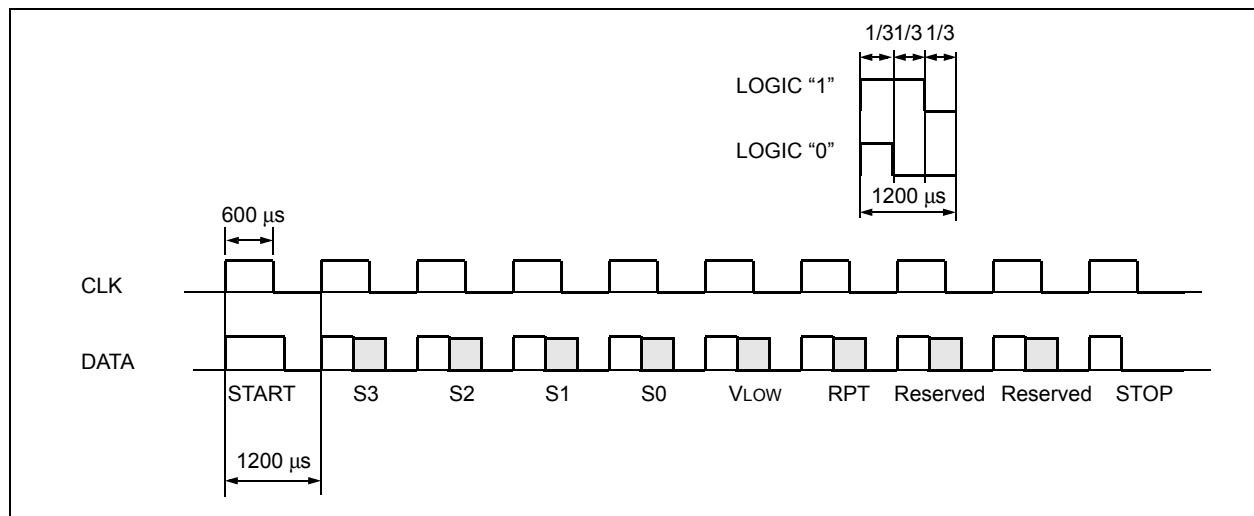 1/3 1/3 1/3
LOGIC “1”
LOGIC “0”
1200 μs
600 μs
CLK
DATA
START S3 S2 S1 S0 VLOW RPT Reserved Reserved STOP
1200 μs